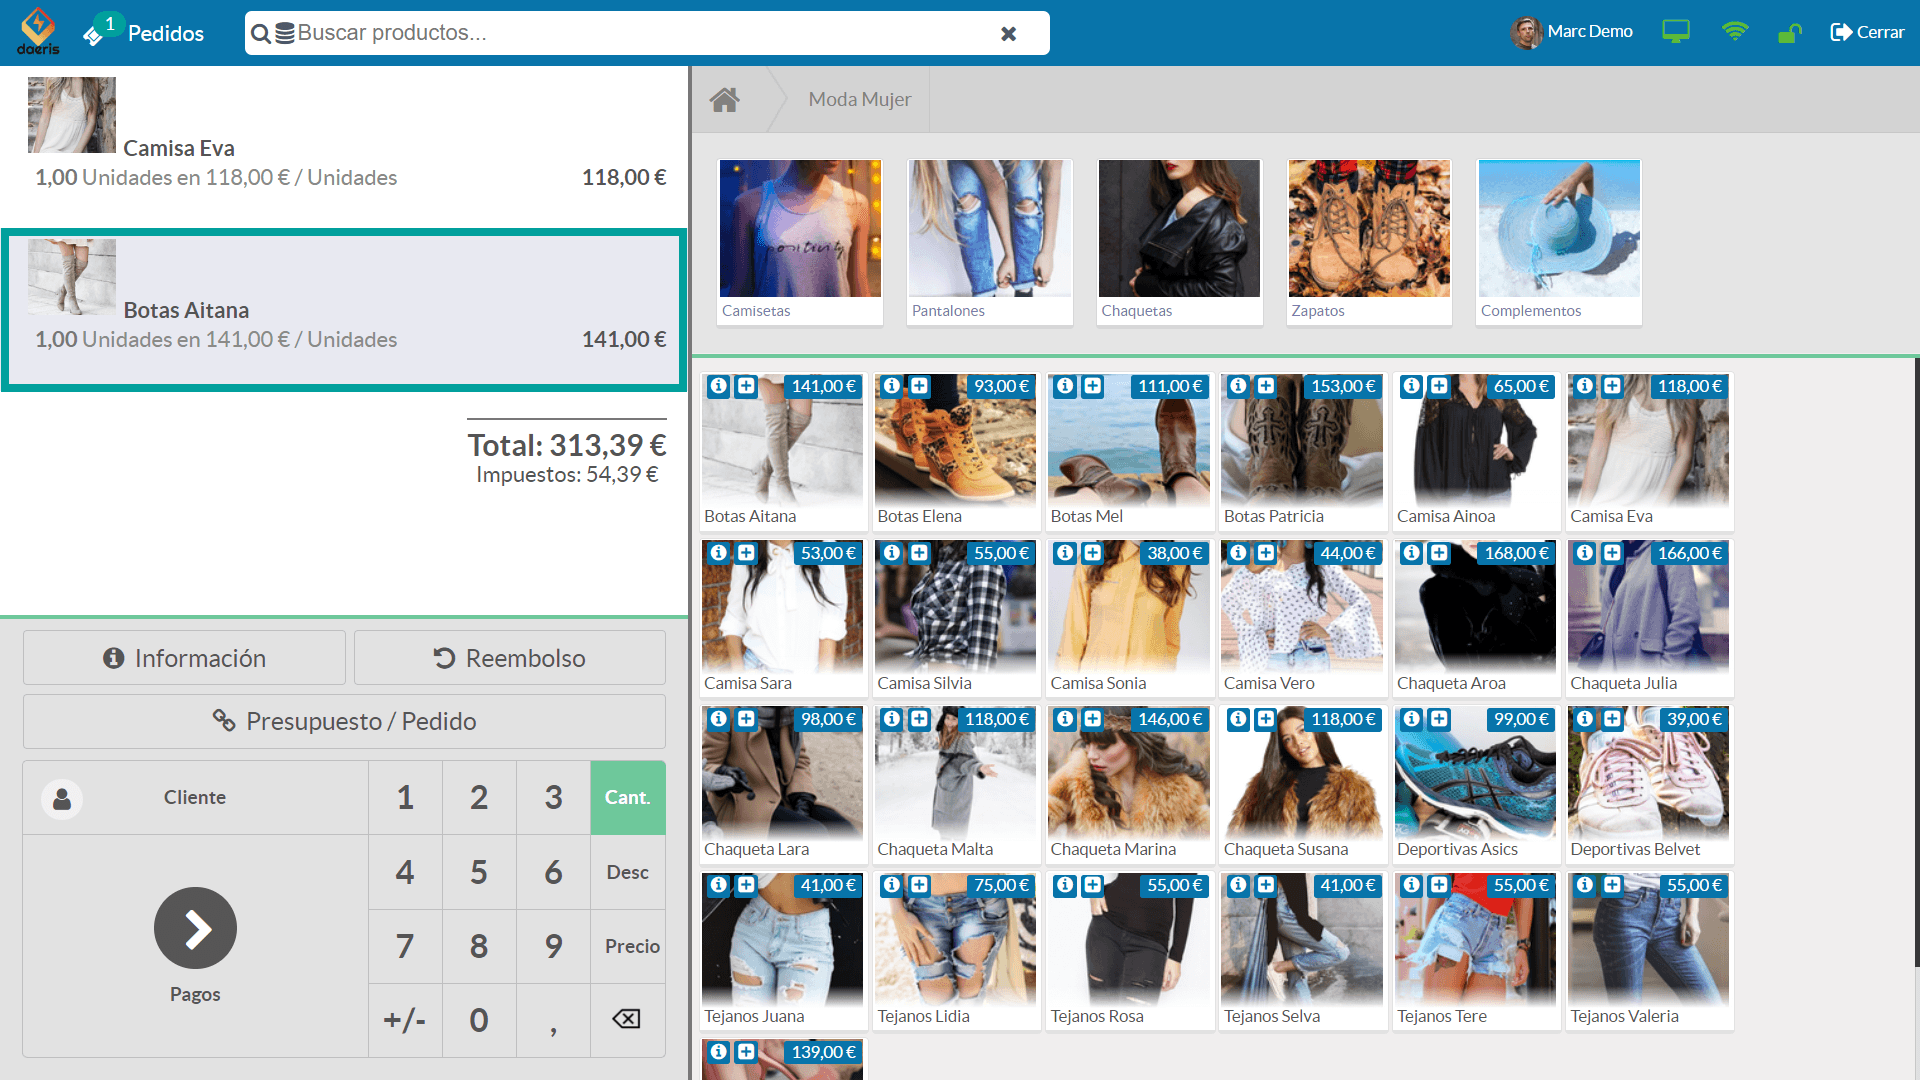 daeris
1
Pedidos
Buscar productos...
Marc Demo
Cerrar
Camisa Eva
1,00 Unidades en 118,00 € / Unidades
118,00 €
Botas Aitana
1,00 Unidades en 141,00 € / Unidades
141,00 €
Total: 313,39 €
Impuestos: 54,39 €
Información
Reembolso
Presupuesto / Pedido
Cliente
1
2
3
Cant.
4
5
6
Desc
7
8
9
Precio
Pagos
+/-
0
,
Moda Mujer
positivity
Camisetas
Pantalones
Chaquetas
Zapatos
Complementos
141,00 €
93,00 €
111,00 €
153,00 €
65,00 €
118,00 €
Botas Aitana
Botas Elena
Botas Mel
Botas Patricia
Camisa Ainoa
Camisa Eva
53,00 €
55,00 €
38,00 €
44,00 €
168,00 €
166,00 €
Camisa Sara
Camisa Silvia
Camisa Sonia
Camisa Vero
Chaqueta Aroa
Chaqueta Julia
98,00 €
118,00 €
146,00 €
118,00 €
99,00 €
39,00 €
Chaqueta Lara
Chaqueta Malta
Chaqueta Marina
Chaqueta Susana
Deportivas Asics
Deportivas Belvet
41,00 €
75,00 €
55,00 €
41,00 €
55,00 €
55,00 €
Tejanos Juana
Tejanos Lidia
Tejanos Rosa
Tejanos Selva
Tejanos Tere
Tejanos Valeria
139,00 €